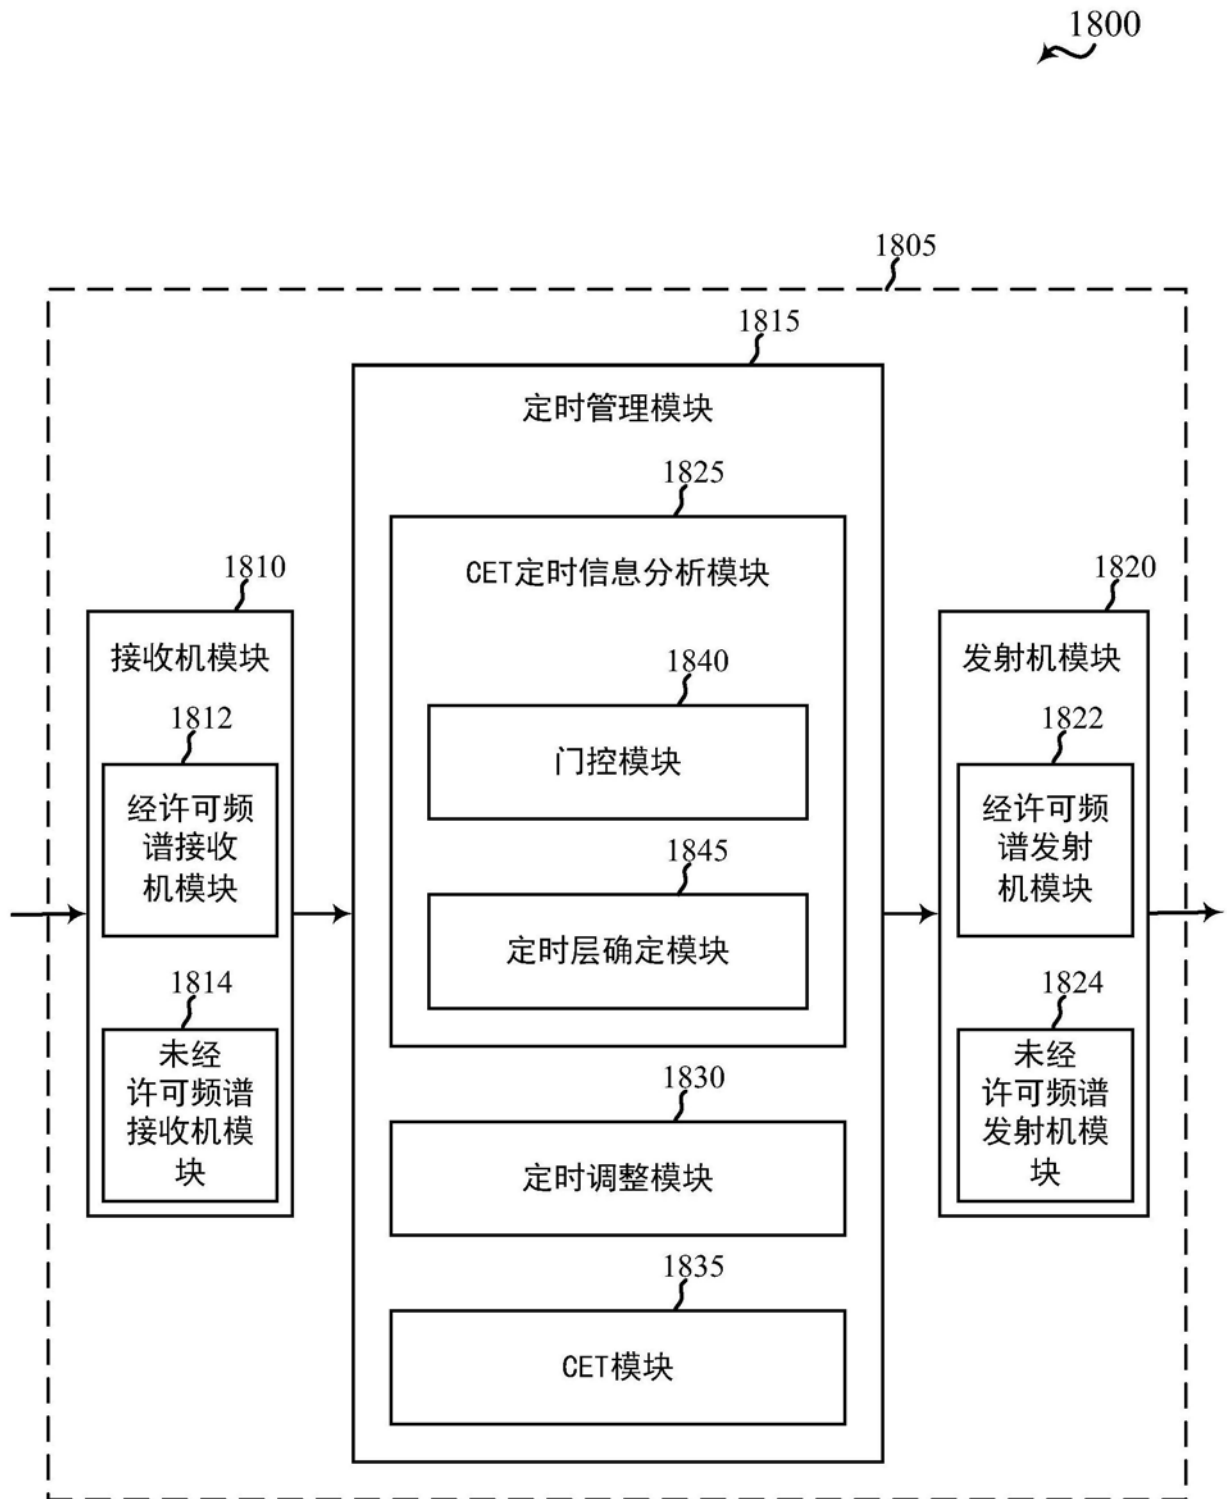 1800
1805
1815
定时管理模块
1825
CET定时信息分析模块
1810
接收机模块
1812
经许可频
谱接收
机模块
1814
未经
许可频谱
接收机模
块
1840
门控模块
1845
定时层确定模块
1830
定时调整模块
1835
CET模块
1820
发射机模块
1822
经许可频
谱发射
机模块
1824
未经
许可频谱
发射机模
块